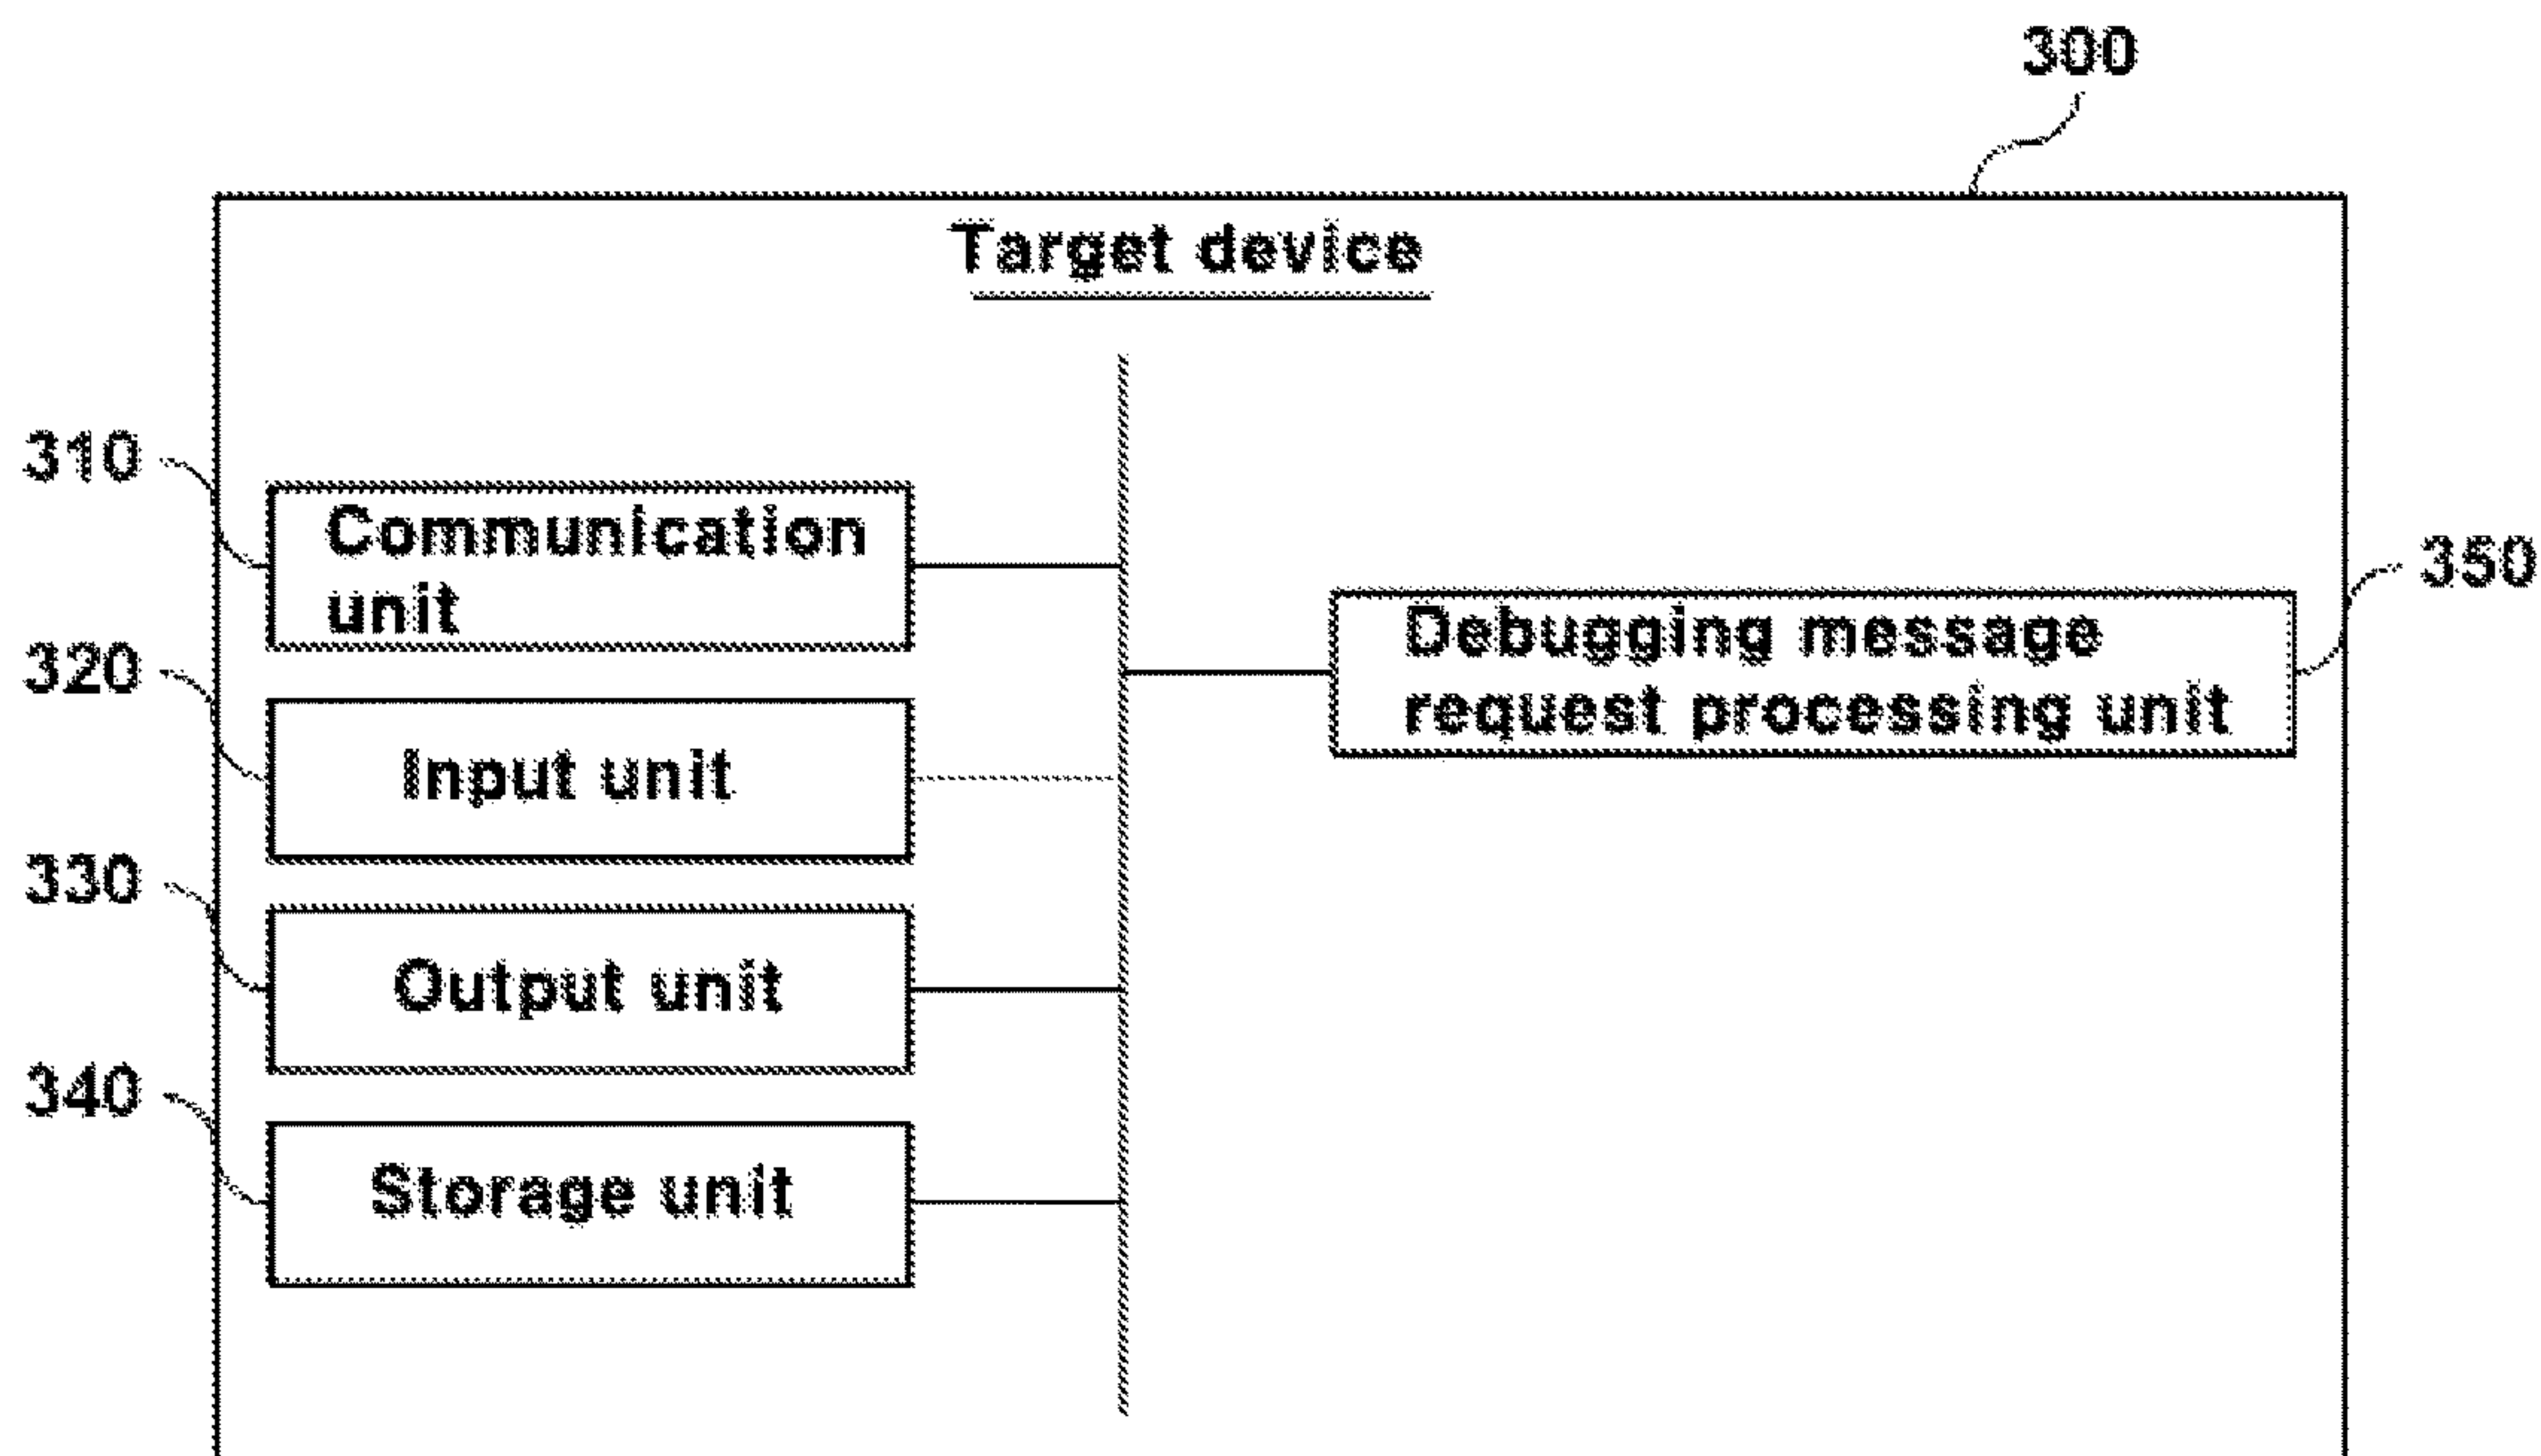 300
Target device
310
Communication
unit
350
Debugging message
request processing unit
320
Input unit
330
Output unit
340
Storage unit